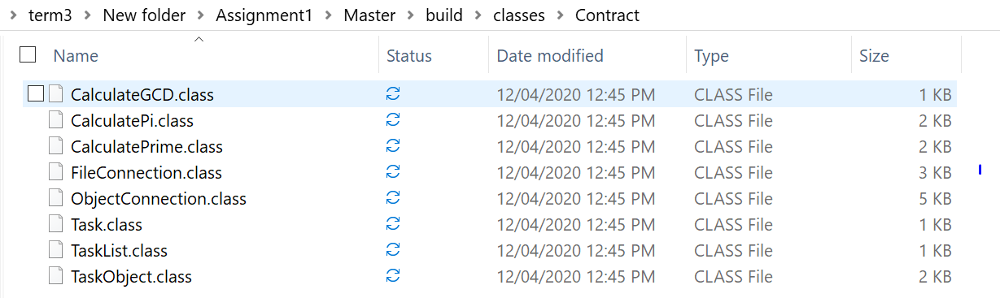 term3 > New folder > Assignment1 > Master > build > classes > Contract
Name Status Date modified Type Size
CalculateGCD.class 12/04/2020 12:45 PM CLASS File 1 KB
CalculatePi.class 12/04/2020 12:45 PM CLASS File 2 KB
CalculatePrime.class 12/04/2020 12:45 PM CLASS File 2 KB
FileConnection.class 12/04/2020 12:45 PM CLASS File 3 KB
ObjectConnection.class 12/04/2020 12:45 PM CLASS File 5 KB
Task.class 12/04/2020 12:45 PM CLASS File 1 KB
TaskList.class 12/04/2020 12:45 PM CLASS File 1 KB
TaskObject.class 12/04/2020 12:45 PM CLASS File 2 KB